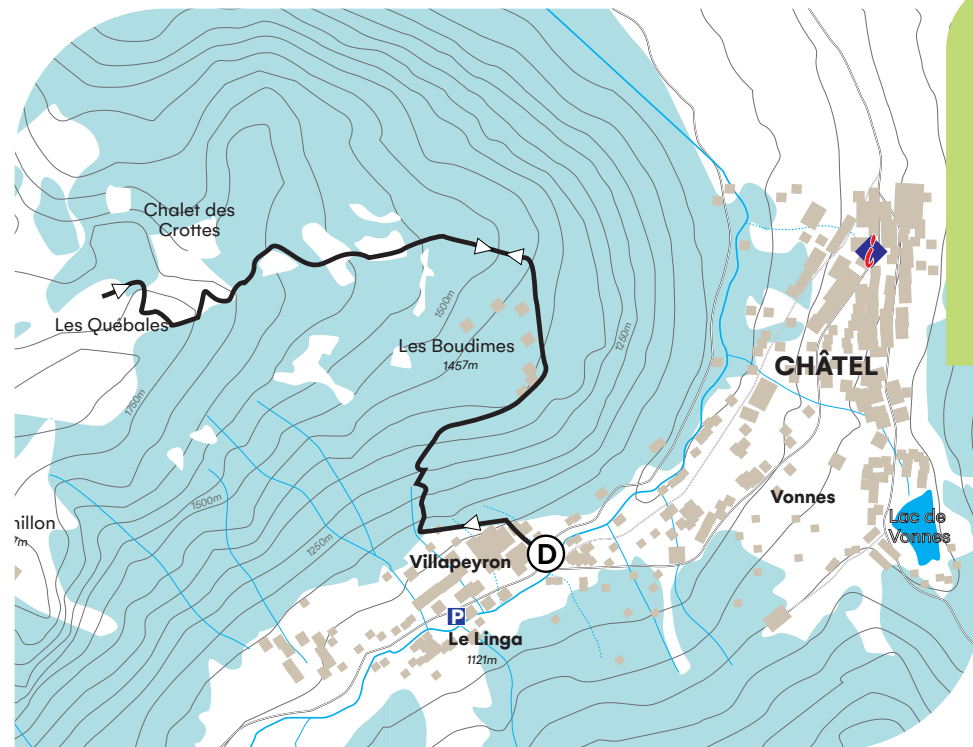 Chalet des
Crottes
Les Québales
1500m
1250m
Les Boudimes
1457m
CHÂTEL
1750m
1500m
Vonnes
Lac de
Vonnes
nillon
7m
1250m
D
Villapeyron
P
Le Linga
1121m
i